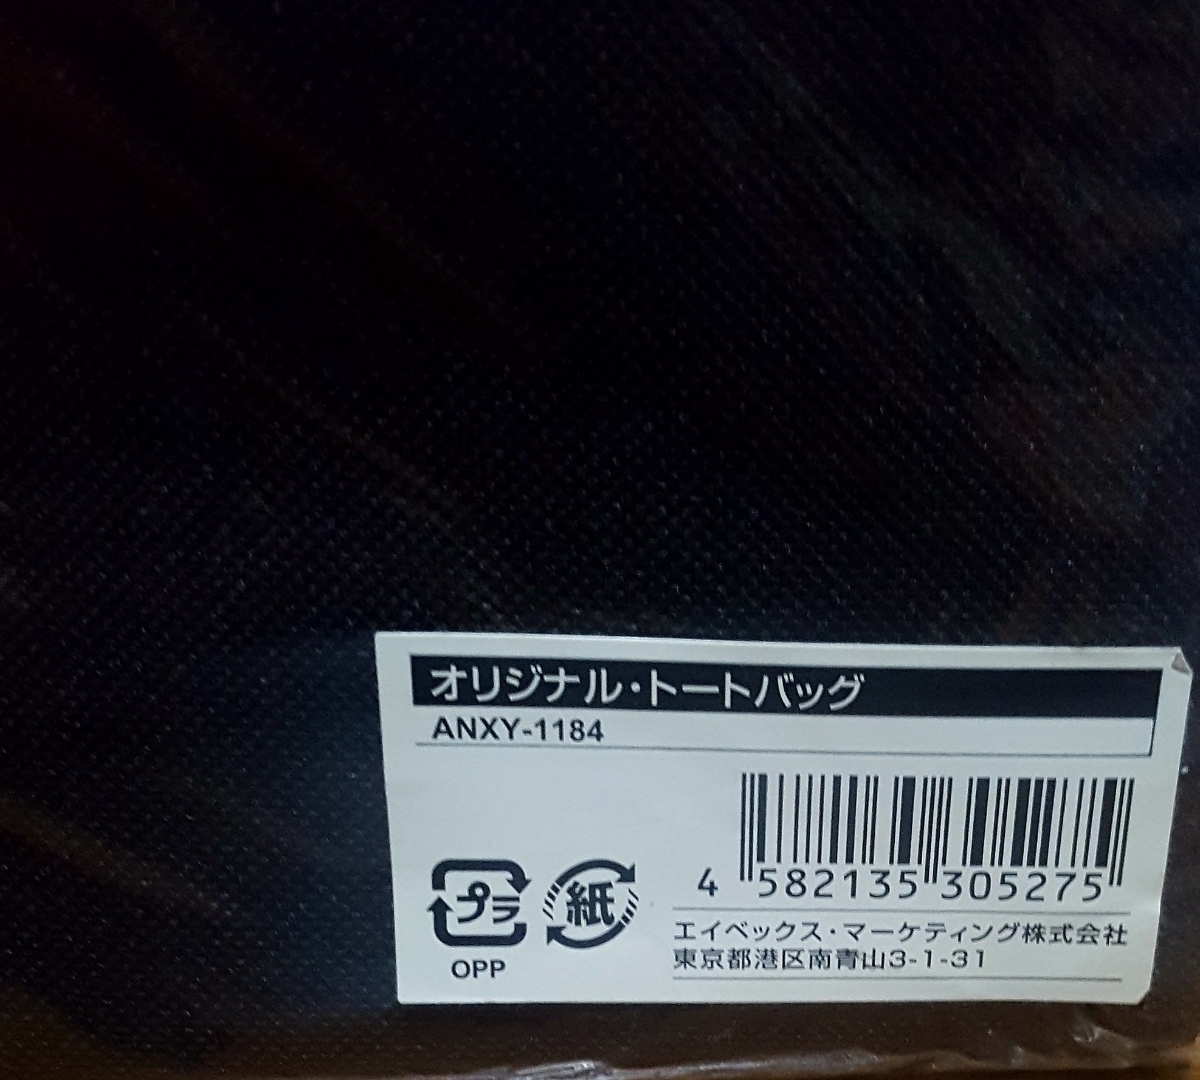 オリジナル・トートバッグ
ANXY-1184
4 582135 305275
プラ
紙
OPP
エイベックス・マーケティング株式会社
東京都港区南青山3-1-31